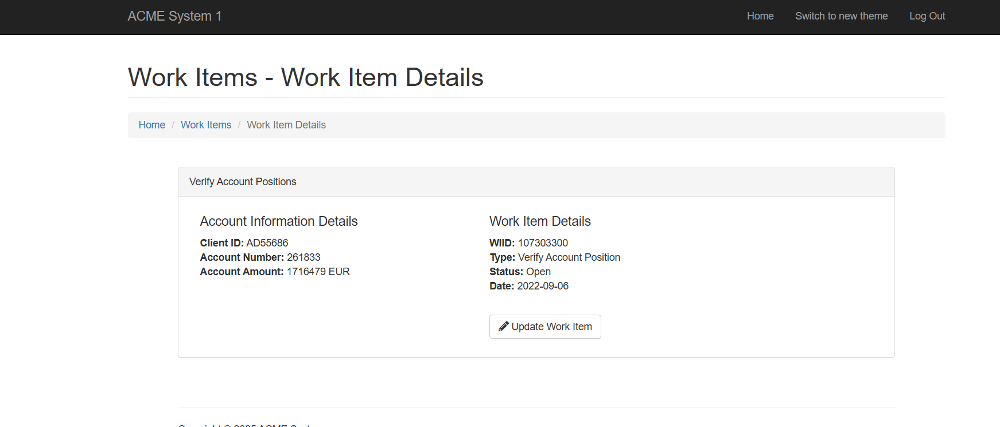 ACME System 1 Home Switch to new theme Log Out
Work Items - Work Item Details
Home / Work Items / Work Item Details
Verify Account Positions
Account Information Details
Client ID: AD55686
Account Number: 261833
Account Amount: 1716479 EUR
Work Item Details
WIID: 107303300
Type: Verify Account Position
Status: Open
Date: 2022-09-06
Update Work Item